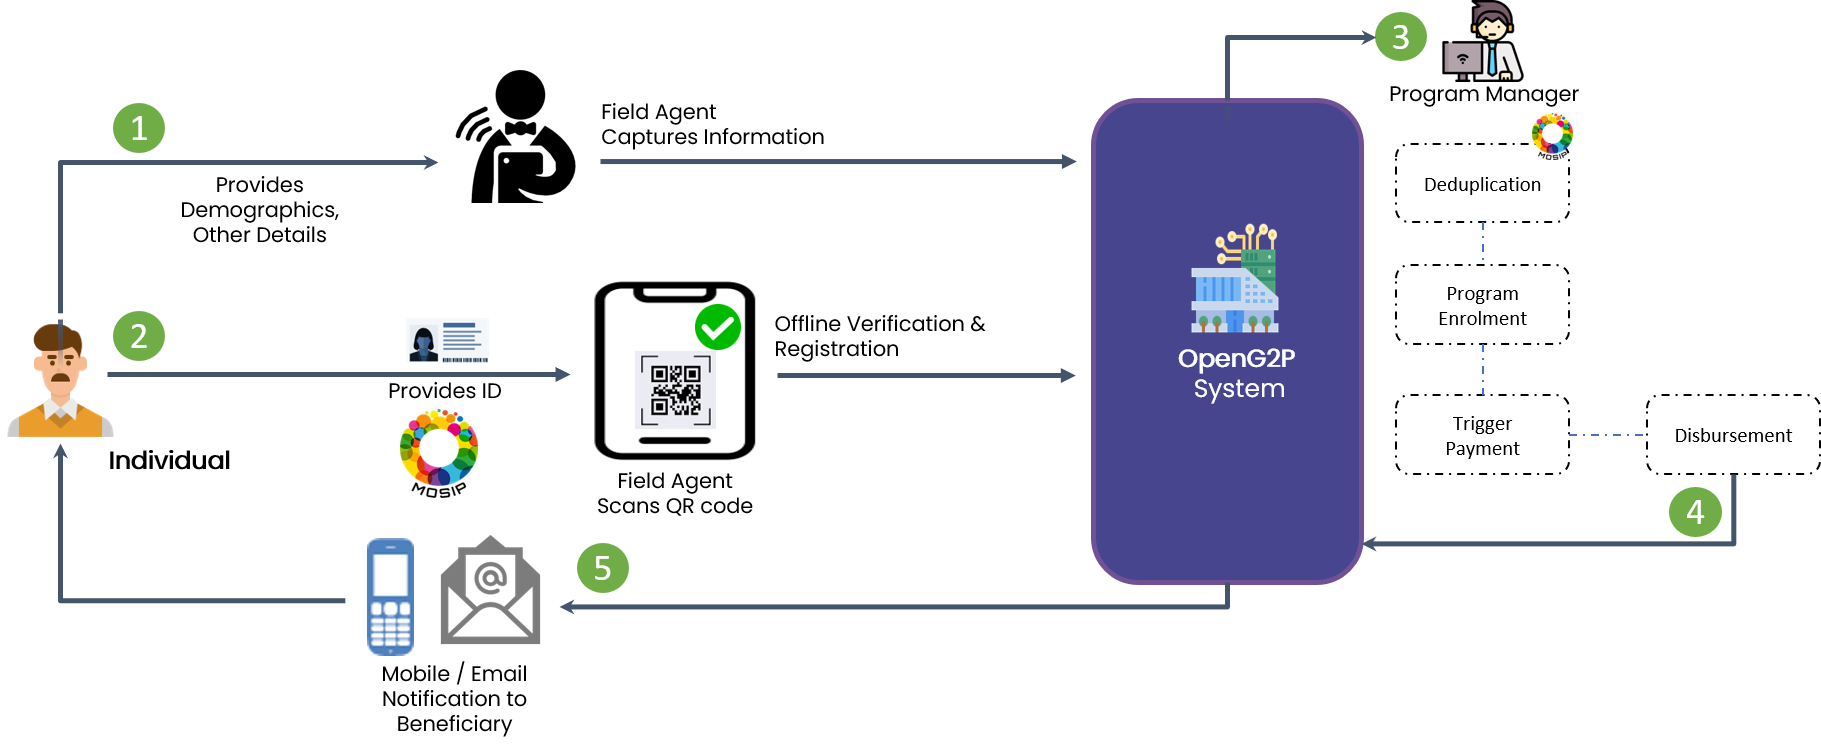 1
Provides
Demographics,
Other Details
Field Agent
Captures Information
3
Program Manager
MOSIP
Deduplication
Program
Enrolment
Trigger
Payment
Disbursement
4
OpenG2P
System
2
Provides ID
MOSIP
Offline Verification &
Registration
Field Agent
Scans QR code
Individual
5
@
Mobile / Email
Notification to
Beneficiary